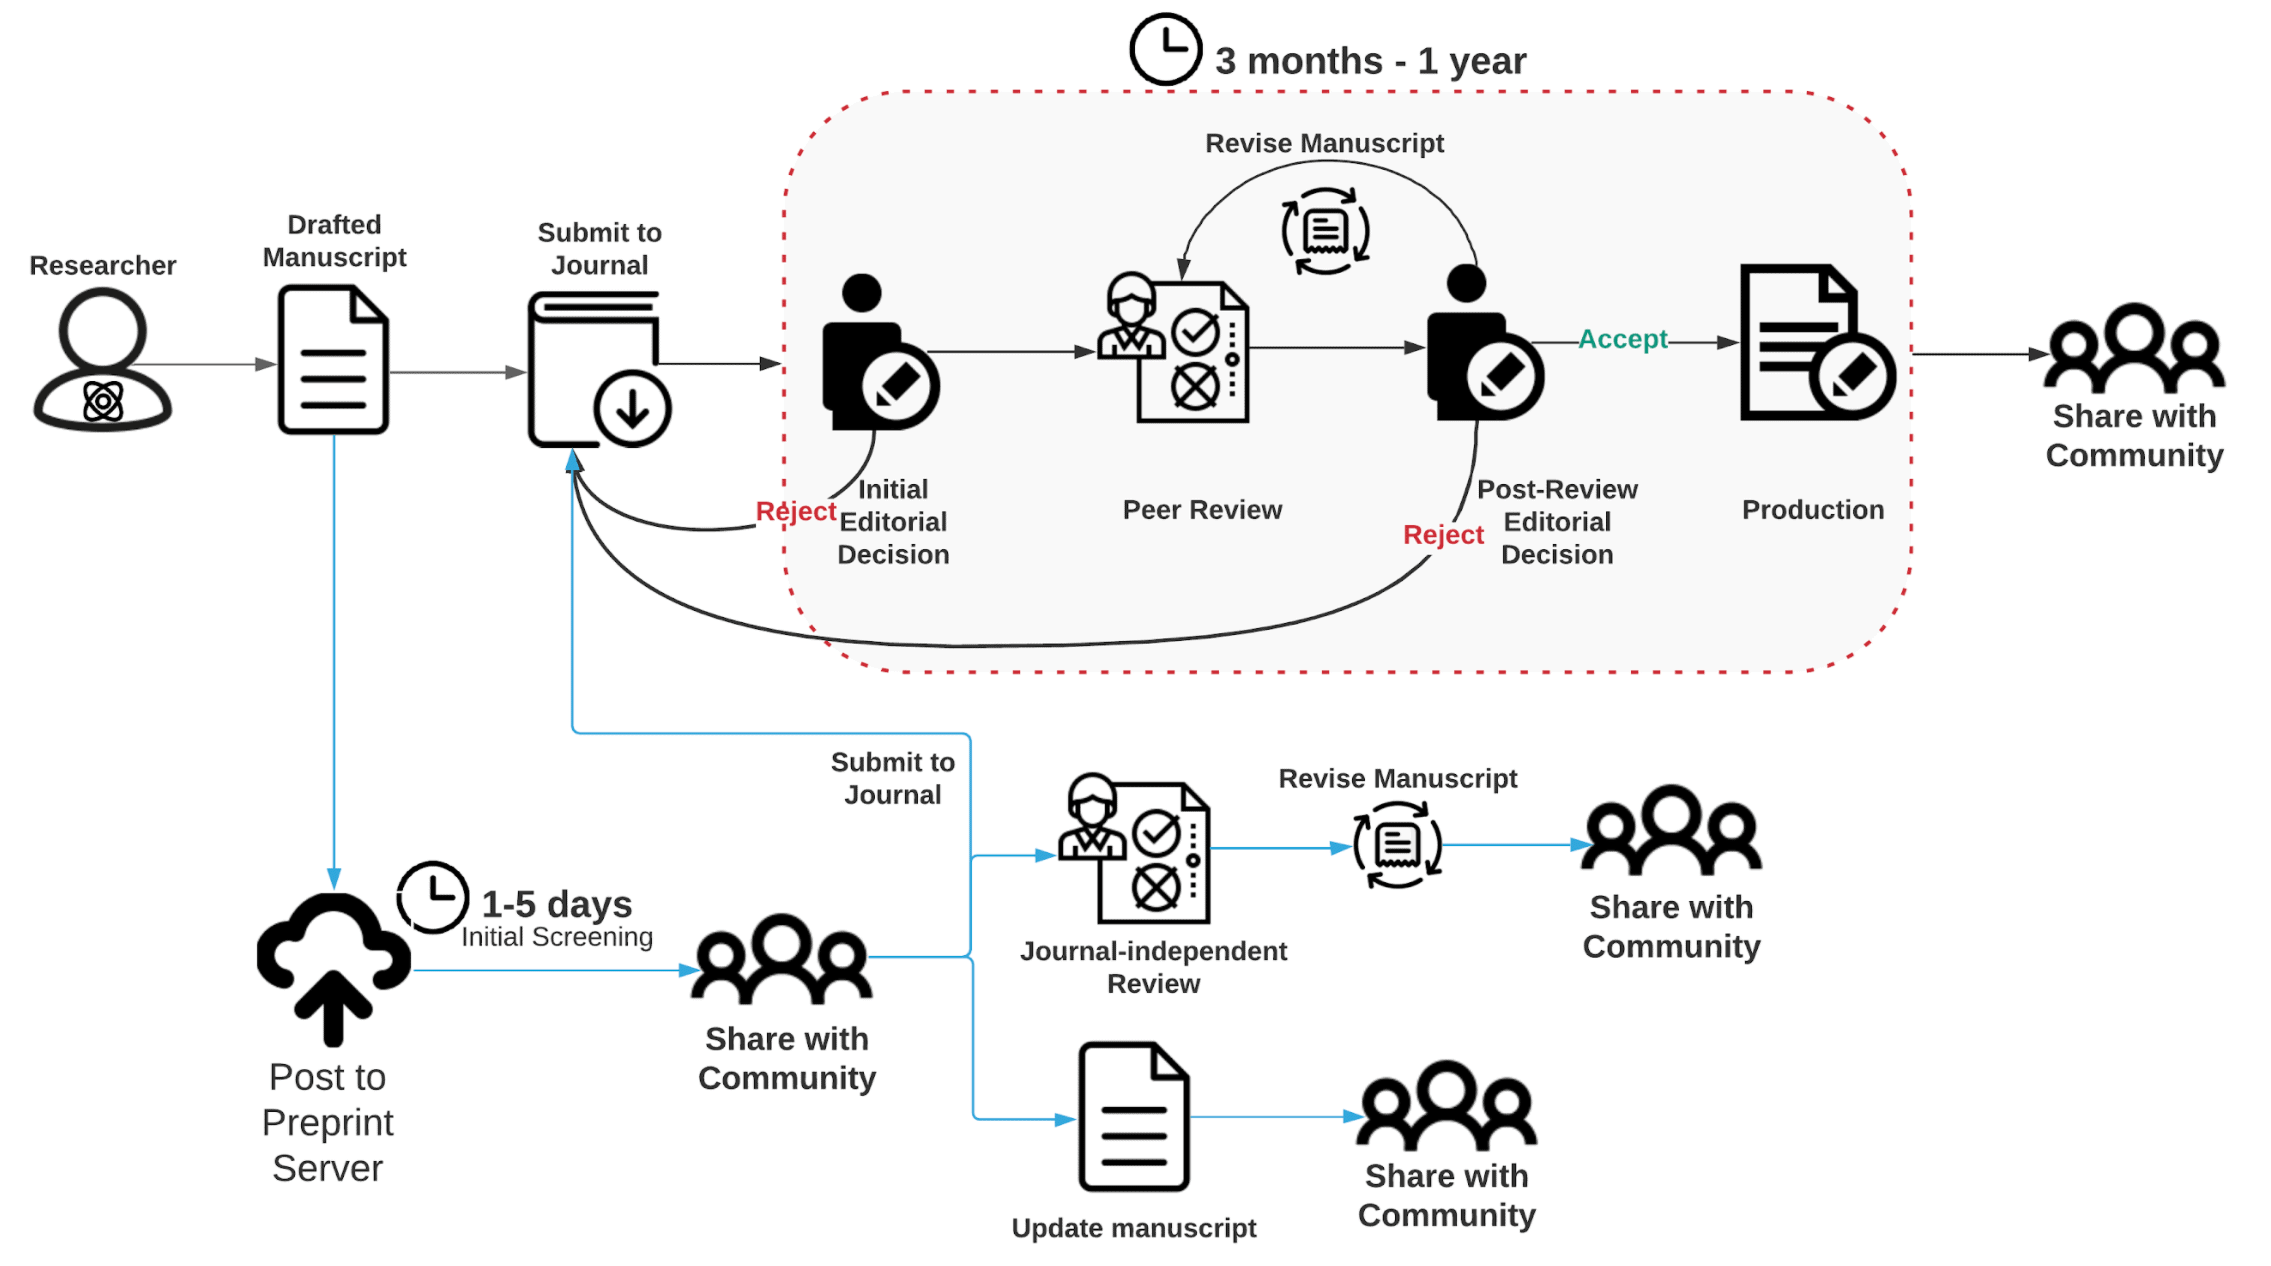 3 months - 1 year
Revise Manuscript
Researcher
Drafted
Manuscript
Submit to
Journal
Accept
Share with
Community
Reject
Initial
Editorial
Decision
Peer Review
Reject
Post-Review
Editorial
Decision
Production
Submit to
Journal
Revise Manuscript
1-5 days
Initial Screening
Share with
Community
Journal-independent
Review
Share with
Community
Post to
Preprint
Server
Update manuscript
Share with
Community